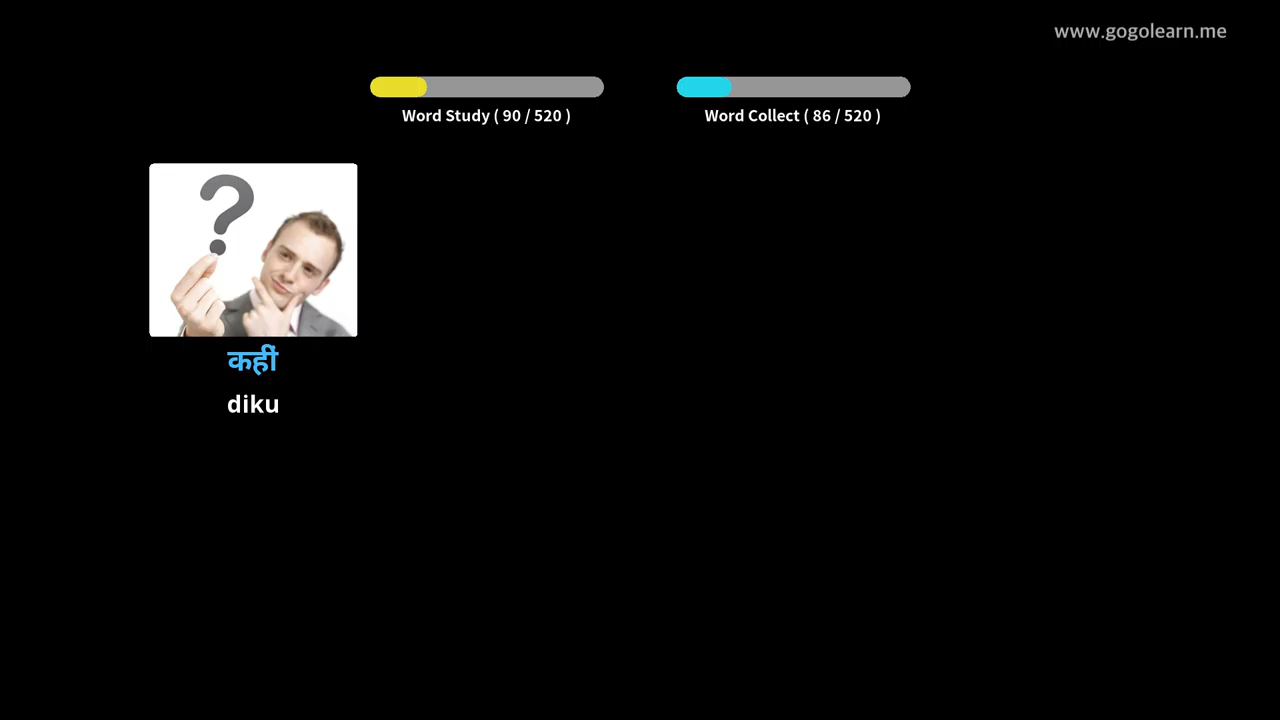 www.gogolearn.me
Word Study ( 90 / 520 )
Word Collect ( 86 / 520 )
?
कहीं
diku